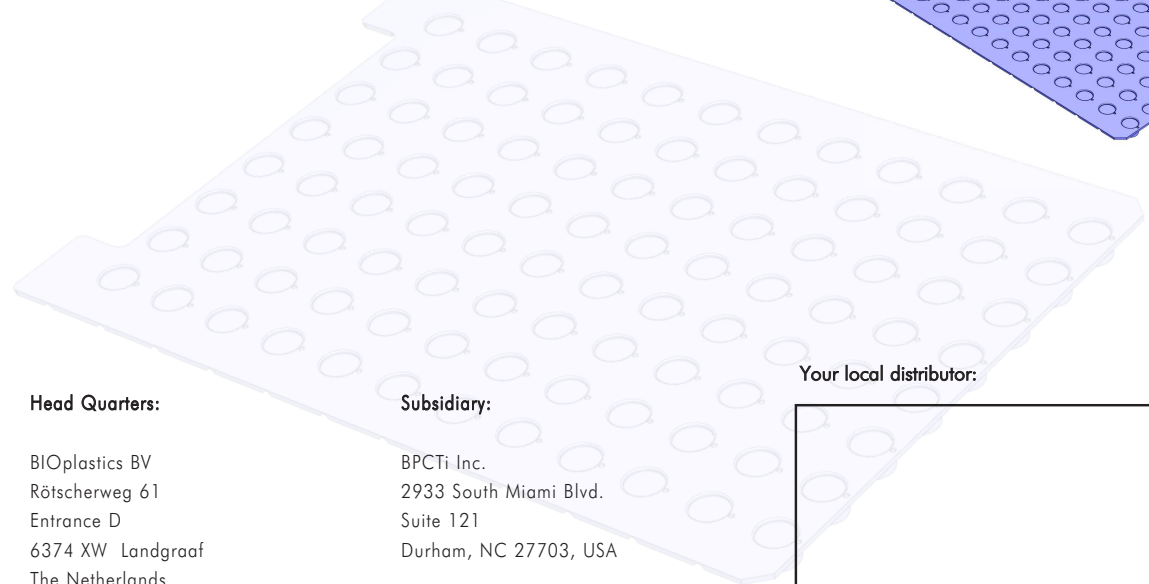 Your local distributor:
Head Quarters:
BIOplastics BV
Rötscherweg 61
Entrance D
6374 XW  Landgraaf
The Netherlands
Subsidiary:
BPCTi Inc.
2933 South Miami Blvd.
Suite 121
Durham, NC 27703, USA